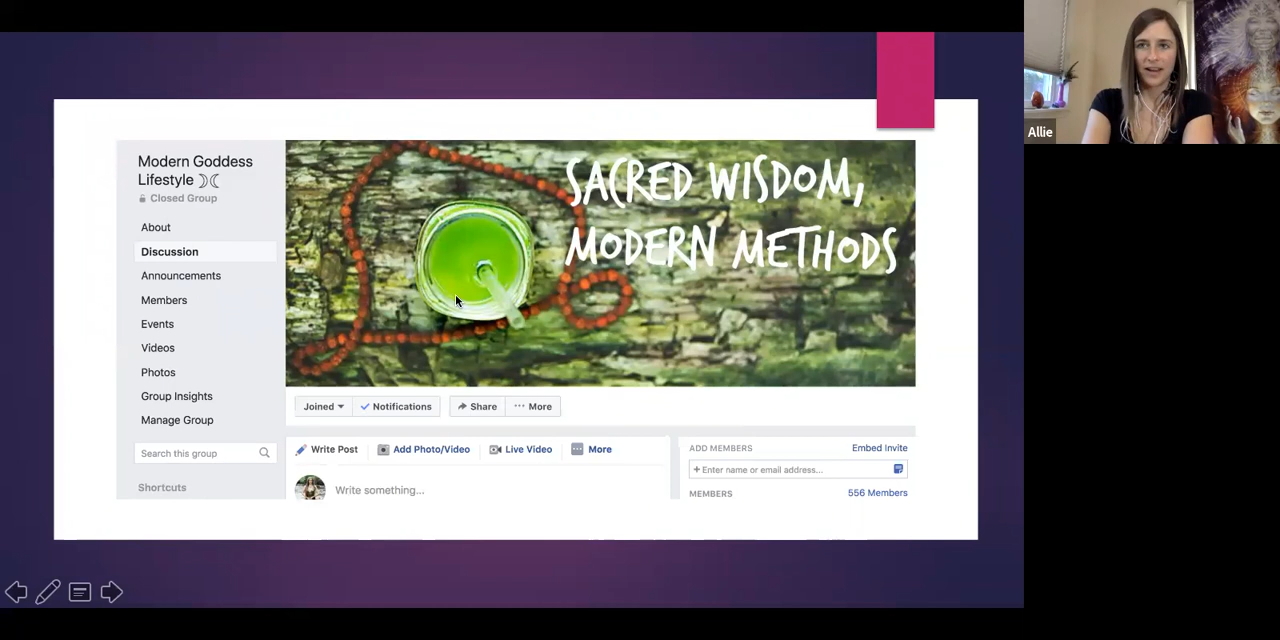 Modern Goddess
Lifestyle ☽☾
Closed Group
About
Discussion
Announcements
Members
Events
Videos
Photos
Group Insights
Manage Group
Search this group
Shortcuts
SACRED WISDOM,
MODERN METHODS
Joined
Notifications
Share
More
Write Post
Add Photo/Video
Live Video
More
Write something...
ADD MEMBERS
Embed Invite
+ Enter name or email address...
MEMBERS
556 Members
Allie